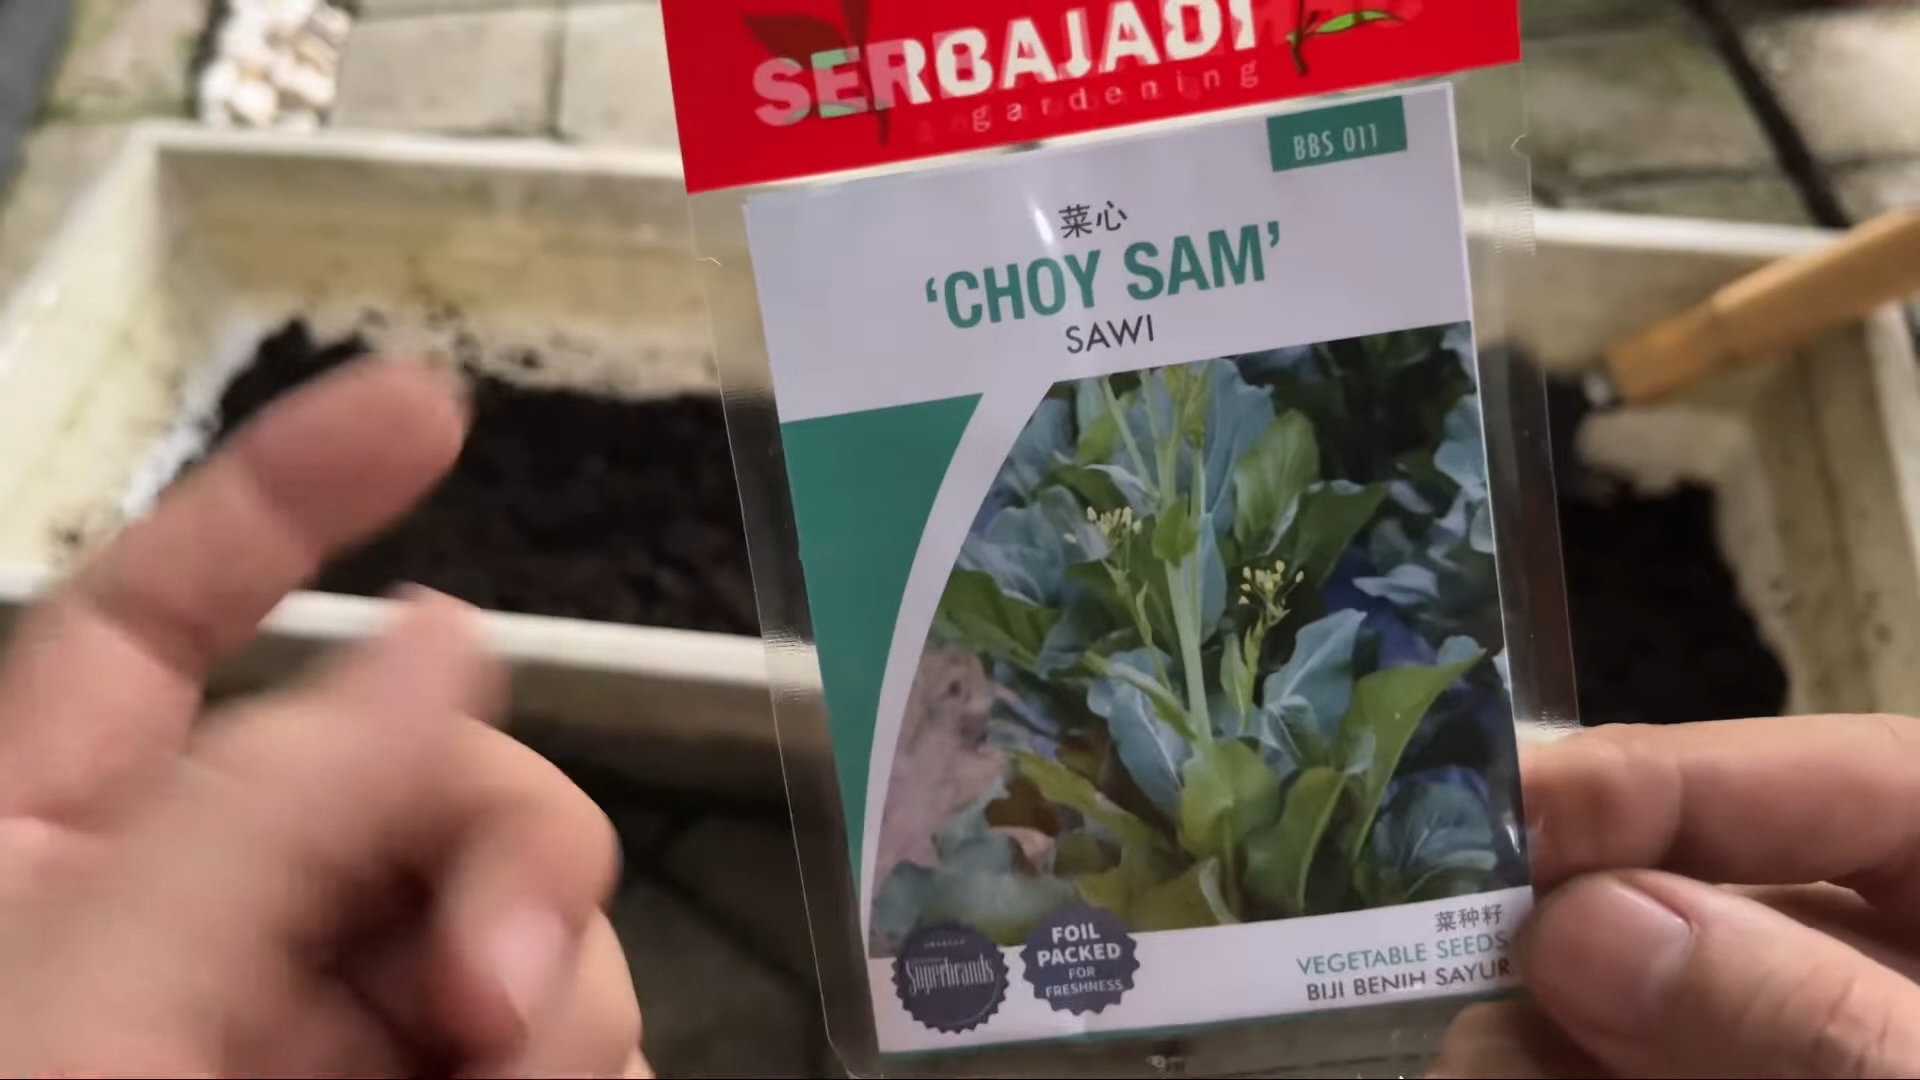 SERBAJADI
gardening
BBS 011
菜心
‘CHOY SAM’
SAWI
Superbrands
FOIL
PACKED
FOR
FRESHNESS
菜种籽
VEGETABLE SEEDS
BIJI BENIH SAYUR